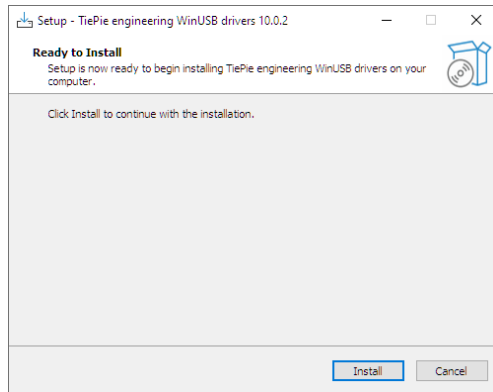 Setup - TiePie engineering WinUSB drivers 10.0.2
Ready to Install
Setup is now ready to begin installing TiePie engineering WinUSB drivers on your
computer.
Click Install to continue with the installation.
Install
Cancel